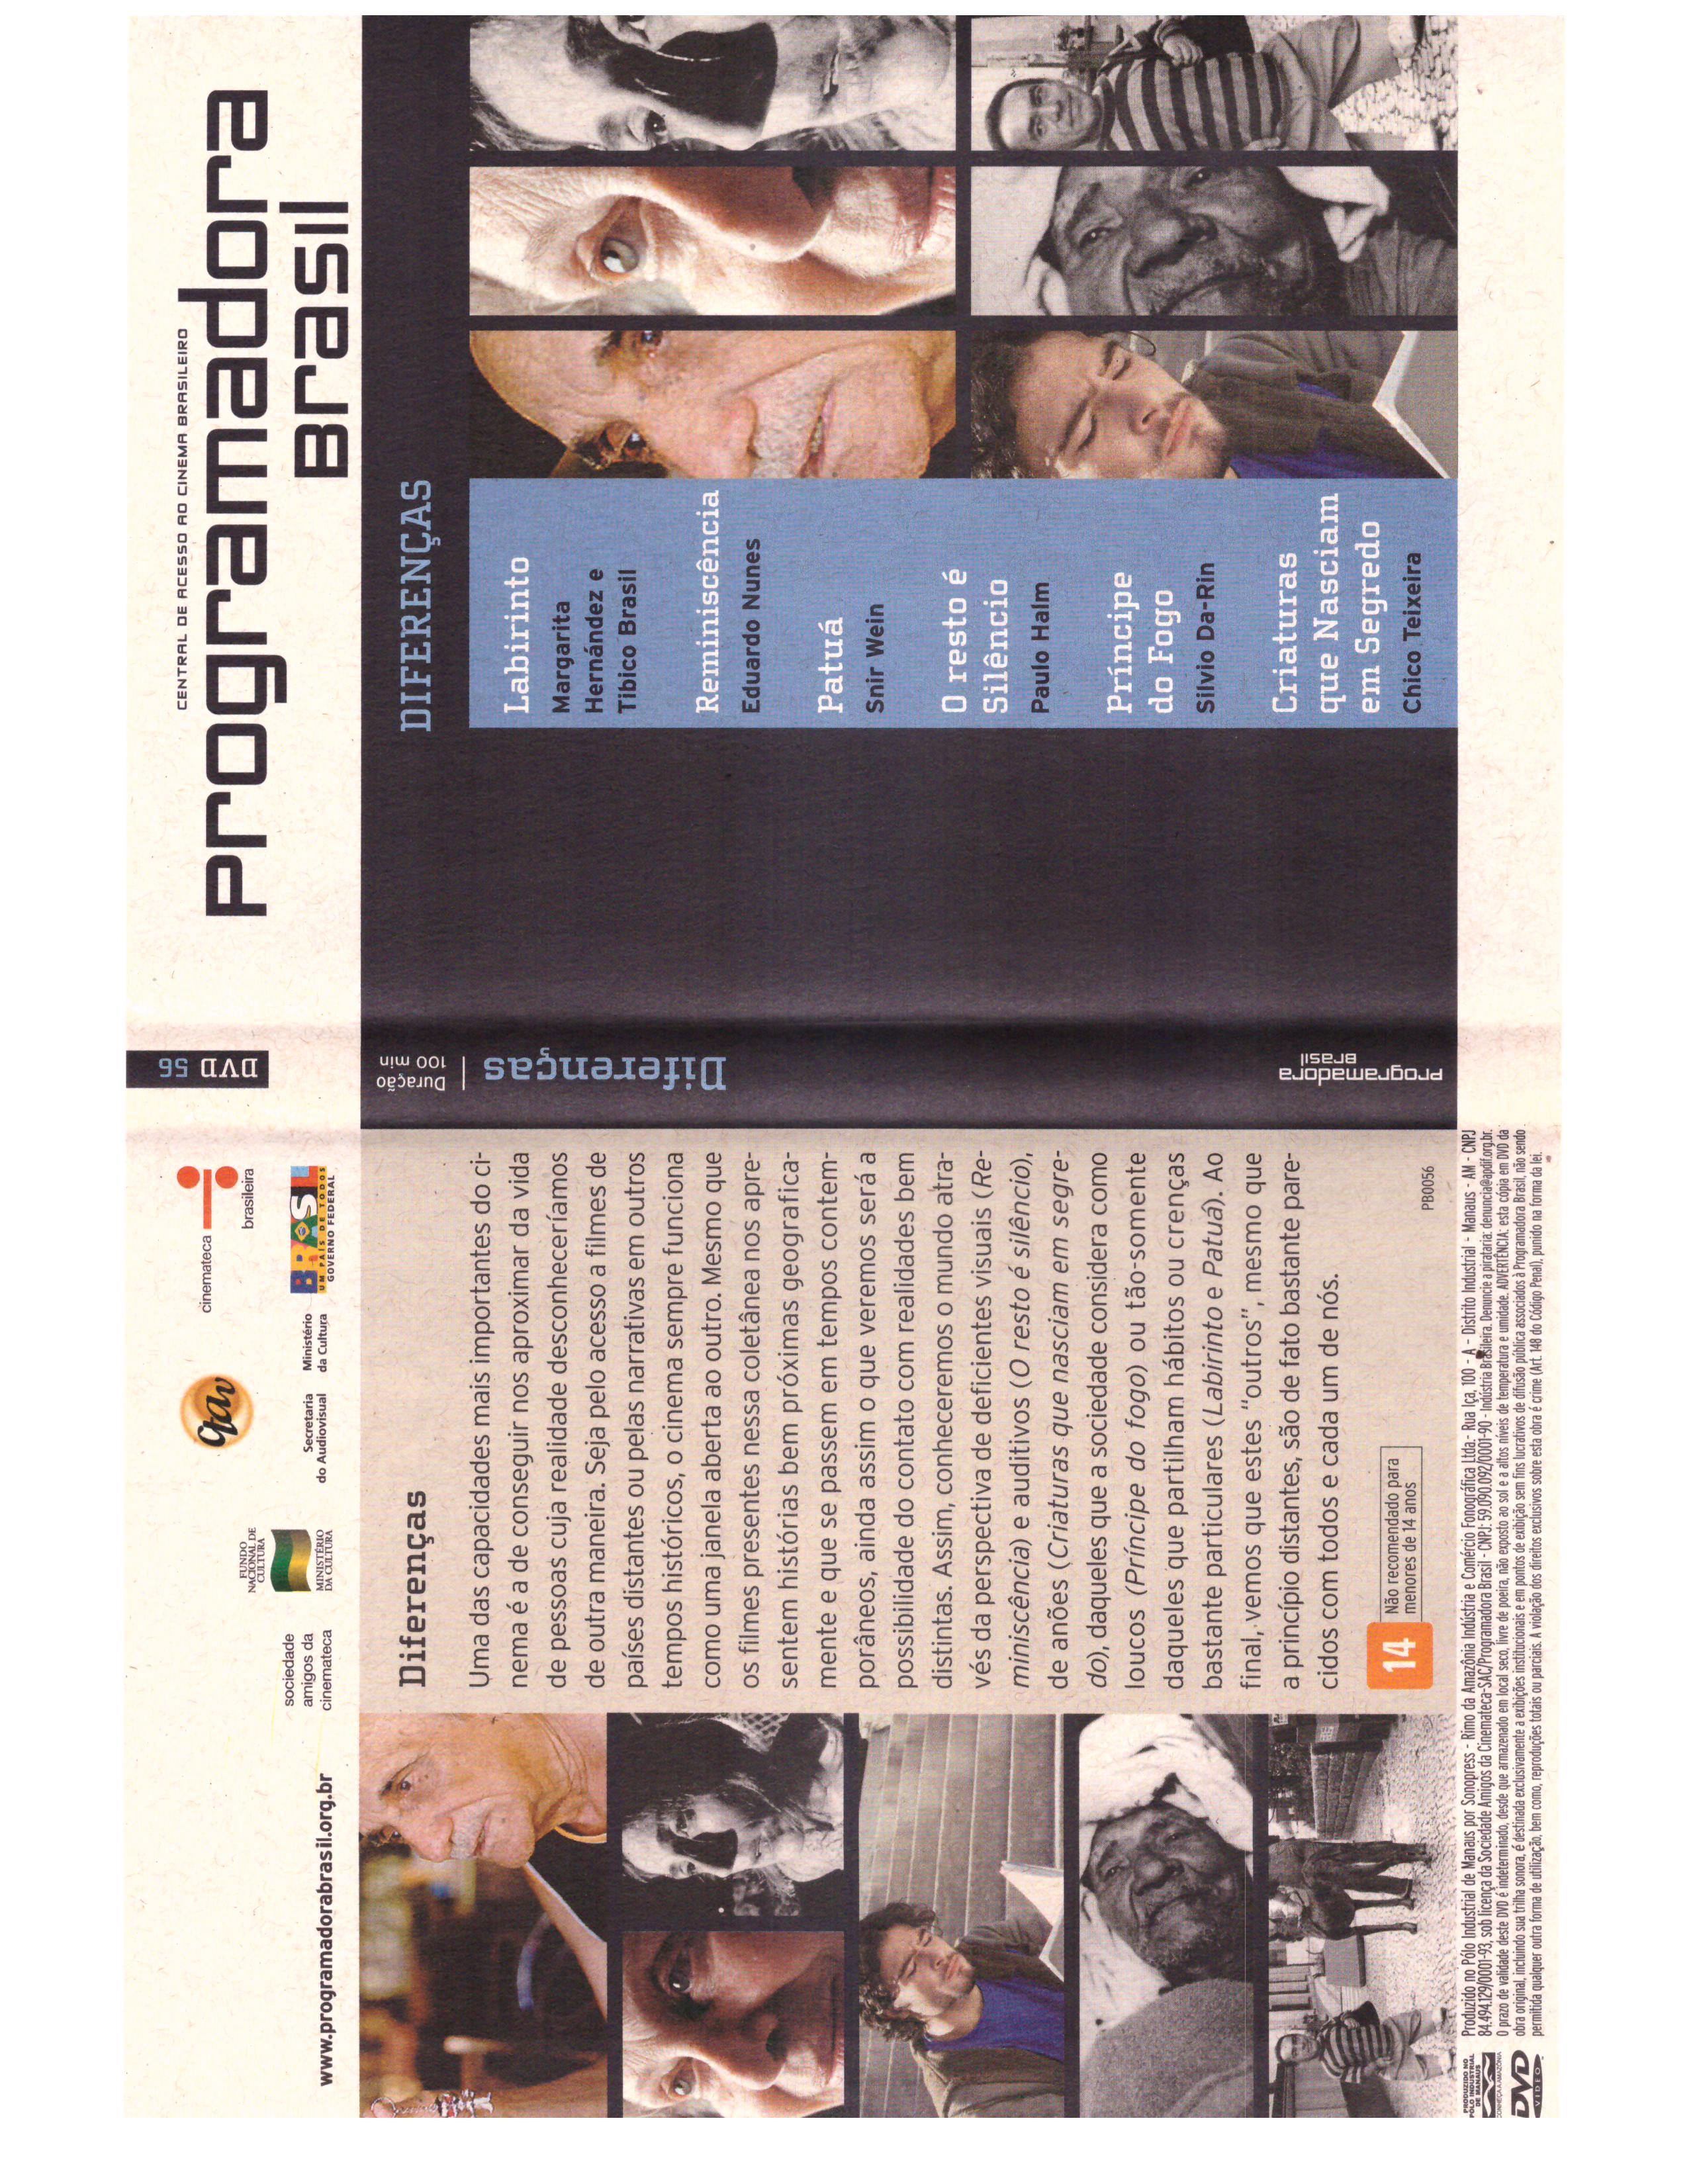 www.programadorabrasil.org.br
sociedade
amigos da
cinemateca
FUNDO
NACIONAL DE
CULTURA
MINISTÉRIO
DA CULTURA
qav
Secretaria
do Audiovisual
Ministério
da Cultura
cinemateca
brasileira
BRASIL
UM PAÍS DE TODOS
GOVERNO FEDERAL
Diferenças
Uma das capacidades mais importantes do ci-
nema é a de conseguir nos aproximar da vida
de pessoas cuja realidade desconheceríamos
de outra maneira. Seja pelo acesso a filmes de
países distantes ou pelas narrativas em outros
tempos históricos, o cinema sempre funciona
como uma janela aberta ao outro. Mesmo que
os filmes presentes nessa coletânea nos apre-
sentem histórias bem próximas geografica-
mente e que se passem em tempos contem-
porâneos, ainda assim o que veremos será a
possibilidade do contato com realidades bem
distintas. Assim, conheceremos o mundo atra-
vés da perspectiva de deficientes visuais (Re-
miniscência) e auditivos (O resto é silêncio),
de anões (Criaturas que nasciam em segre-
do), daqueles que a sociedade considera como
loucos (Príncipe do fogo) ou tão-somente
daqueles que partilham hábitos ou crenças
bastante particulares (Labirinto e Patuá). Ao
final, vemos que estes “outros”, mesmo que
a princípio distantes, são de fato bastante pare-
cidos com todos e cada um de nós.
14
Não recomendado para
menores de 14 anos
PB0056
PRODUZIDO NO
PÓLO INDUSTRIAL
DE MANAUS
CONHEÇA A AMAZÔNIA
DVD
VIDEO
Produzido no Pólo Industrial de Manaus por Sonopress - Rimo da Amazônia Indústria e Comércio Fonográfica Ltda.- Rua Iça, 100 - A - Distrito Industrial - Manaus - AM - CNPJ
84.494.129/0001-93, sob licença da Sociedade Amigos da Cinemateca-SAC/Programadora Brasil - CNPJ: 59.090.092/0001-90 - Indústria Brasileira. Denuncie a pirataria: denuncia@apdif.org.br.
O prazo de validade deste DVD é indeterminado, desde que armazenado em local seco, livre de poeira, não exposto ao sol e a altos níveis de temperatura e umidade. ADVERTÊNCIA: esta cópia em DVD da
obra original, incluindo sua trilha sonora, é destinada exclusivamente a exibições institucionais e em pontos de exibição sem fins lucrativos de difusão pública associados à Programadora Brasil, não sendo
permitida qualquer outra forma de utilização, bem como, reproduções totais ou parciais. A violação dos direitos exclusivos sobre esta obra é crime (Art. 148 do Código Penal), punido na forma da lei.
DVD 56
Diferenças | Duração
100 min
Programadora
Brasil
CENTRAL DE ACESSO AO CINEMA BRASILEIRO
Programadora
Brasil
DIFERENÇAS
Labirinto
Margarita
Hernández e
Tibico Brasil
Reminiscência
Eduardo Nunes
Patuá
Snir Wein
O resto é
Silêncio
Paulo Halm
Príncipe
do Fogo
Silvio Da-Rin
Criaturas
que Nasciam
em Segredo
Chico Teixeira